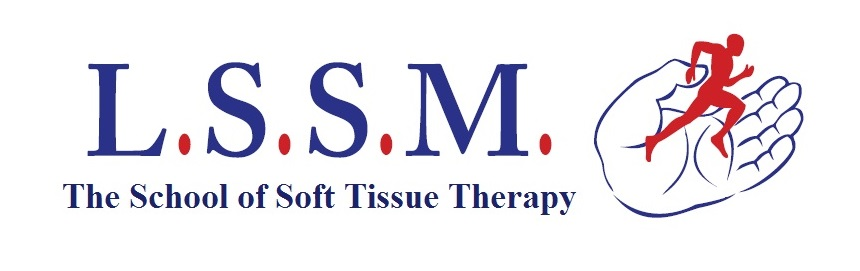 L.S.S.M.
The School of Soft Tissue Therapy